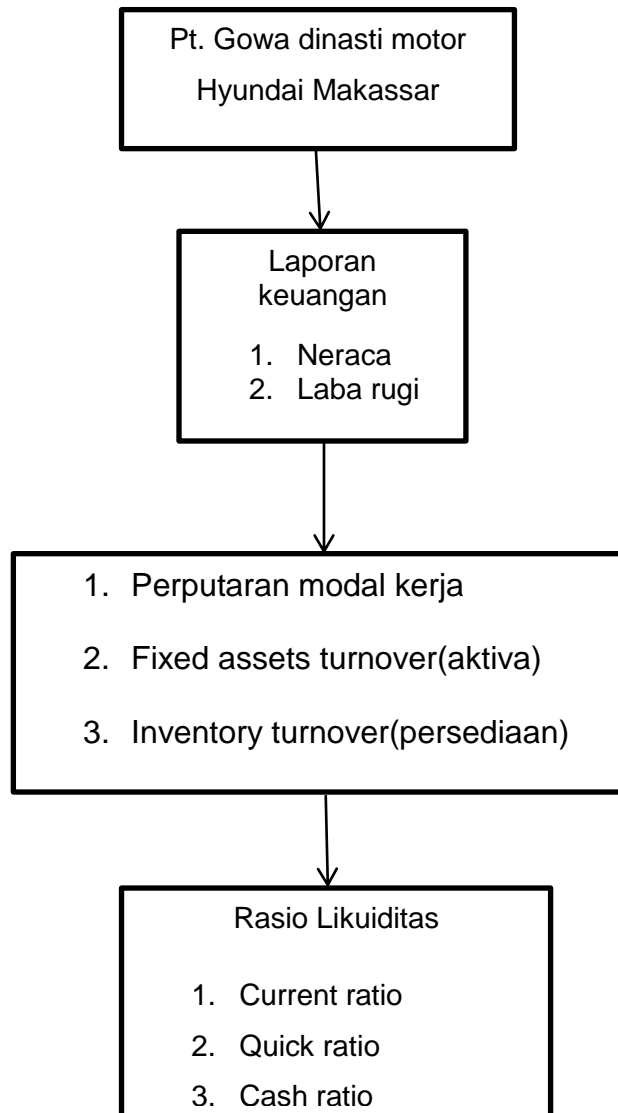 Pt. Gowa dinasti motor
Hyundai Makassar
Laporan
keuangan
1. Neraca
2. Laba rugi
1. Perputaran modal kerja
2. Fixed assets turnover(aktiva)
3. Inventory turnover(persediaan)
Rasio Likuiditas
1. Current ratio
2. Quick ratio
3. Cash ratio